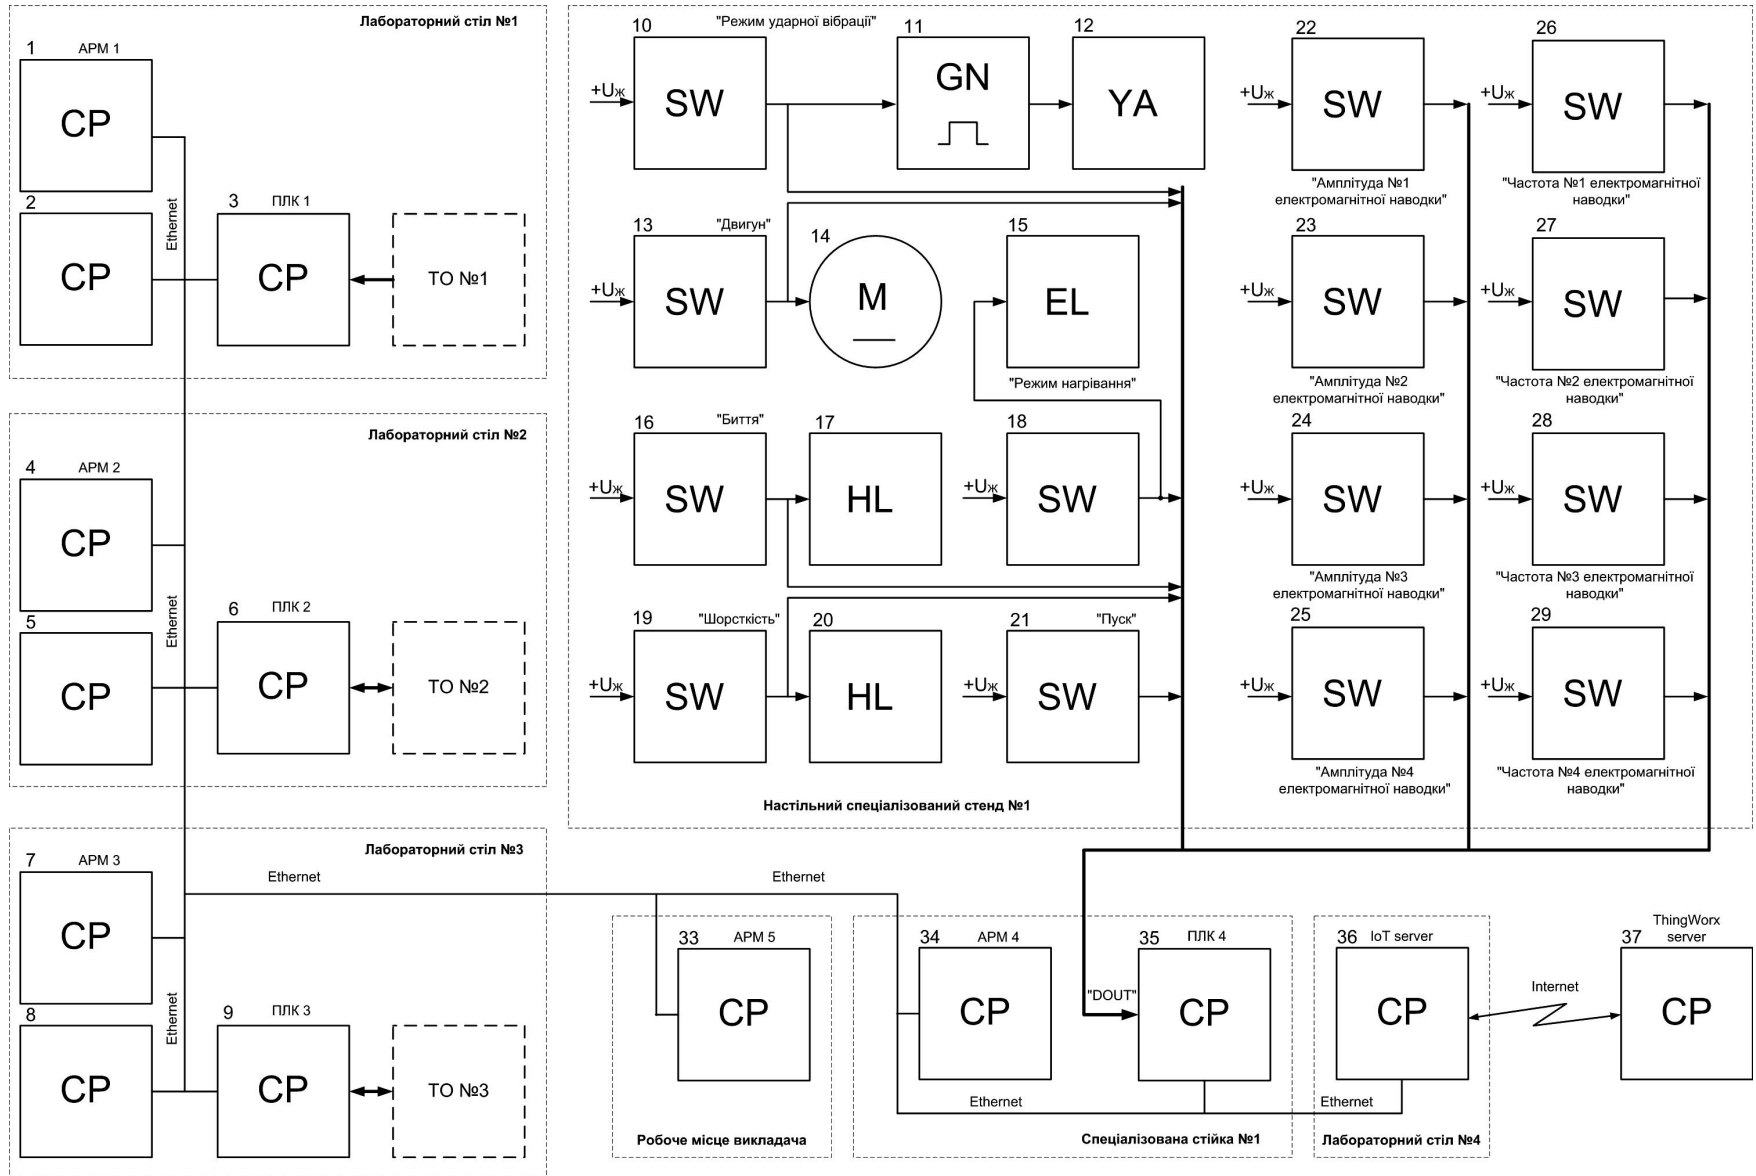 Лабораторний стіл №1
1 АРМ 1
CP
2
CP
Ethernet
3 ПЛК 1
CP
ТО №1
Лабораторний стіл №2
4 АРМ 2
CP
Ethernet
5
CP
6 ПЛК 2
CP
ТО №2
Лабораторний стіл №3
7 АРМ 3
CP
Ethernet
8
CP
9 ПЛК 3
CP
ТО №3
10 "Режим ударної вібрації"
+Uж
SW
11
GN
12
YA
13 "Двигун"
+Uж
SW
14
M
15
EL
"Режим нагрівання"
16 "Биття"
+Uж
SW
17
HL
18
+Uж
SW
19 "Шорсткість"
+Uж
SW
20
HL
21 "Пуск"
+Uж
SW
22
+Uж
SW
"Амплітуда №1
електромагнітної наводки"
23
+Uж
SW
"Амплітуда №2
електромагнітної наводки"
24
+Uж
SW
"Амплітуда №3
електромагнітної наводки"
25
+Uж
SW
"Амплітуда №4
електромагнітної наводки"
26
+Uж
SW
"Частота №1 електромагнітної
наводки"
27
+Uж
SW
"Частота №2 електромагнітної
наводки"
28
+Uж
SW
"Частота №3 електромагнітної
наводки"
29
+Uж
SW
"Частота №4 електромагнітної
наводки"
Настільний спеціалізований стенд №1
Ethernet
Ethernet
33 АРМ 5
CP
Робоче місце викладача
34 АРМ 4
CP
35 ПЛК 4
"DOUT"
CP
Ethernet
Спеціалізована стійка №1
36 IoT server
CP
Ethernet
Лабораторний стіл №4
Internet
ThingWorx
37 server
CP